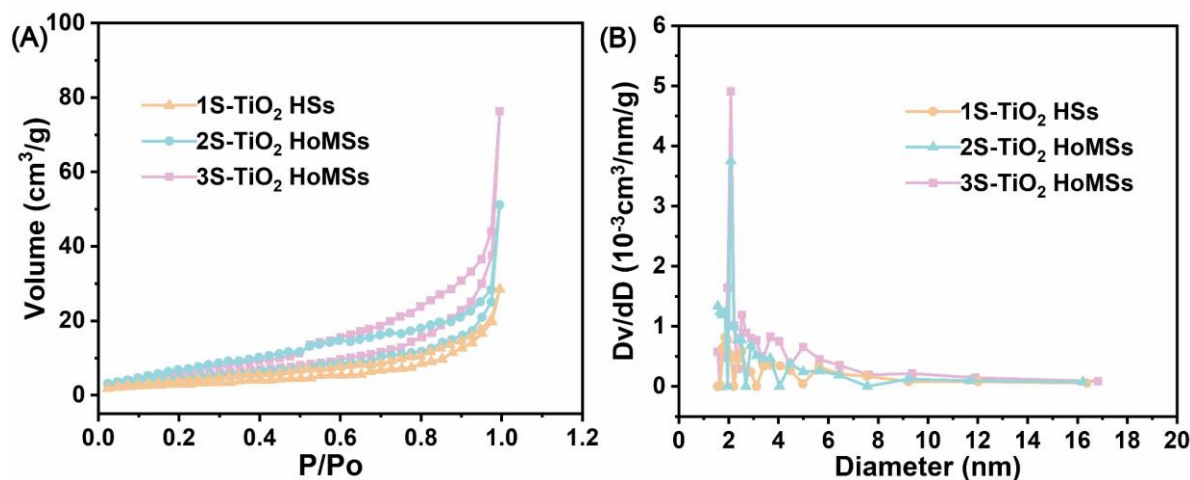 (A)
100
80
60
40
20
0
Volume (cm³/g)
1S-TiO₂ HSs
2S-TiO₂ HoMSs
3S-TiO₂ HoMSs
0.0 0.2 0.4 0.6 0.8 1.0 1.2
P/Po
(B)
6
5
4
3
2
1
0
Dv/dD (10⁻³cm³/nm/g)
1S-TiO₂ HSs
2S-TiO₂ HoMSs
3S-TiO₂ HoMSs
0 2 4 6 8 10 12 14 16 18 20
Diameter (nm)